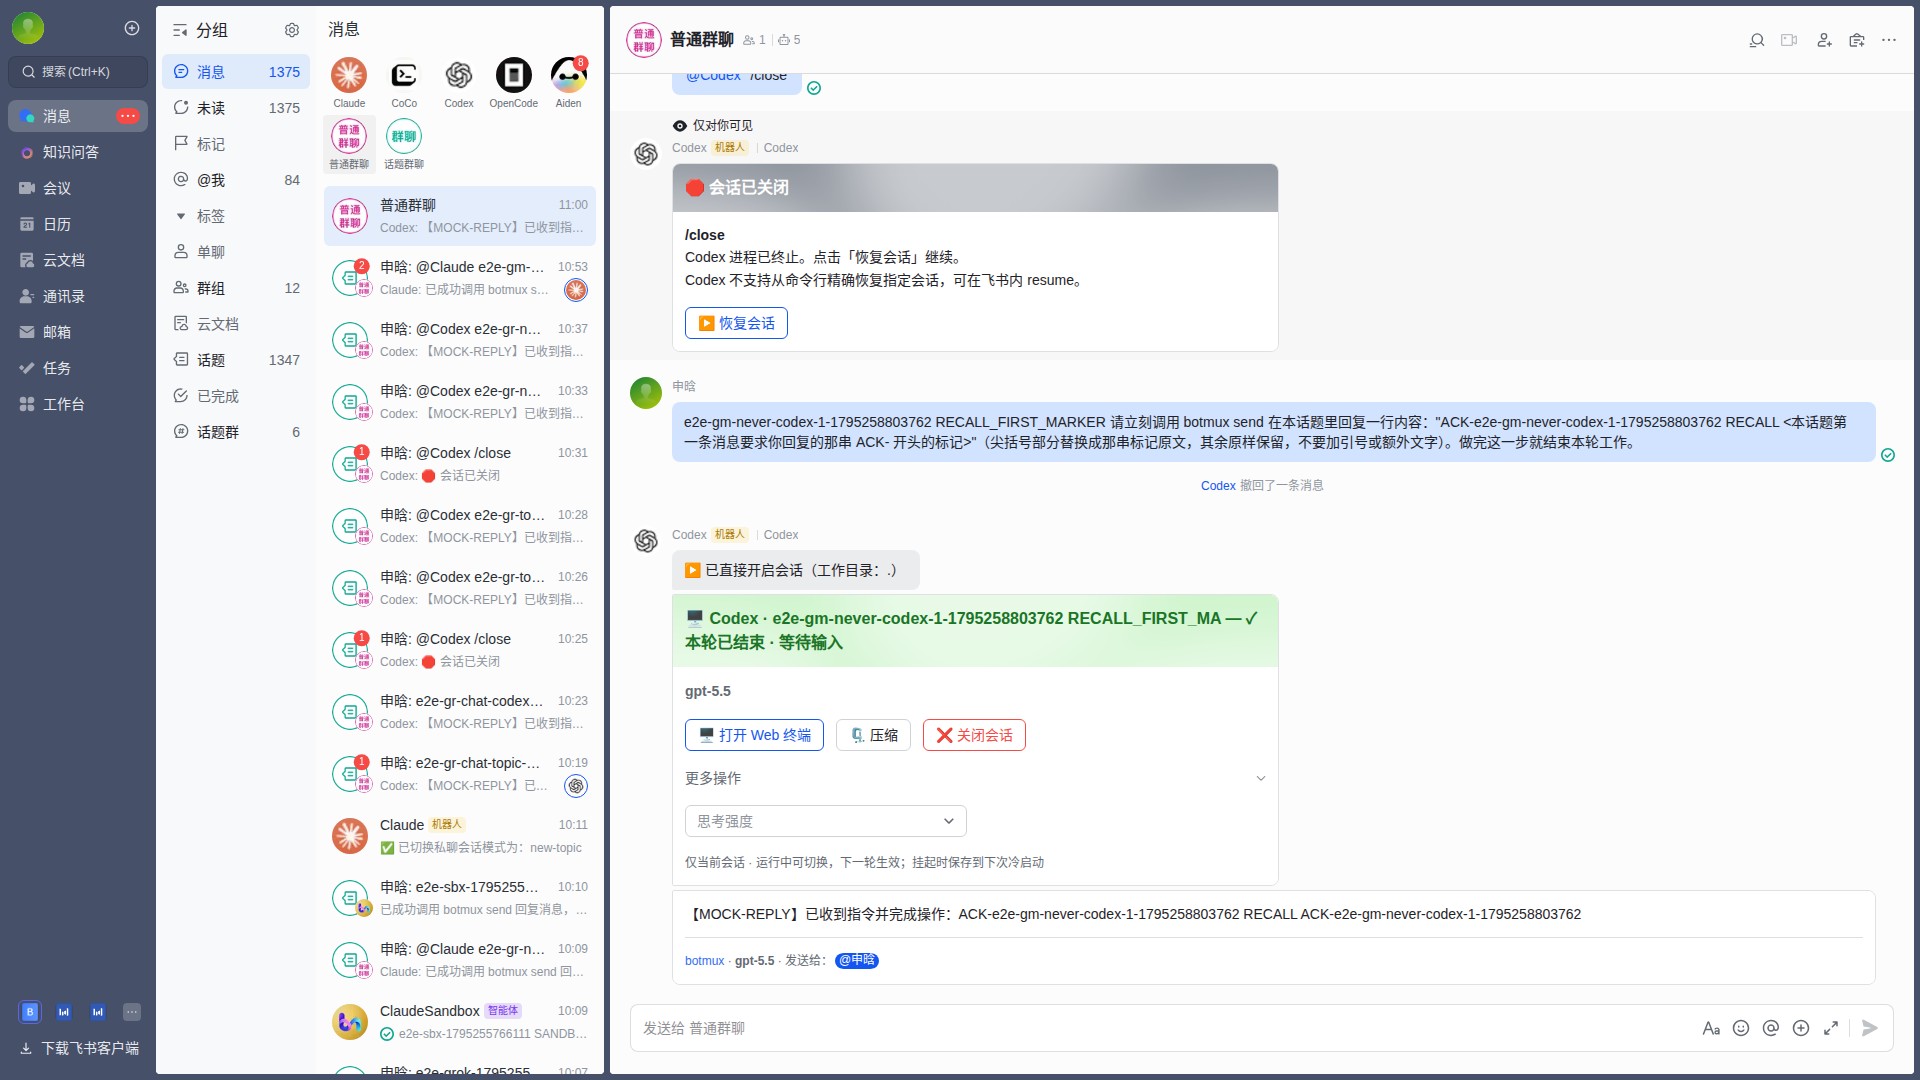 搜索 (Ctrl+K)
消息
知识问答
会议
日历
云文档
通讯录
邮箱
任务
工作台
下载飞书客户端
分组
消息 1375
未读 1375
标记
@我 84
标签
单聊
群组 12
云文档
话题 1347
已完成
话题群 6
消息
8
Claude CoCo Codex OpenCode Aiden
普通群聊
群聊
普通群聊 话题群聊
普通群聊 11:00
Codex: 【MOCK-REPLY】已收到指…
2
申晗: @Claude e2e-gm-… 10:53
Claude: 已成功调用 botmux s…
申晗: @Codex e2e-gr-n… 10:37
Codex: 【MOCK-REPLY】已收到指…
申晗: @Codex e2e-gr-n… 10:33
Codex: 【MOCK-REPLY】已收到指…
1
申晗: @Codex /close 10:31
Codex: 🛑 会话已关闭
申晗: @Codex e2e-gr-to… 10:28
Codex: 【MOCK-REPLY】已收到指…
申晗: @Codex e2e-gr-to… 10:26
Codex: 【MOCK-REPLY】已收到指…
1
申晗: @Codex /close 10:25
Codex: 🛑 会话已关闭
申晗: e2e-gr-chat-codex… 10:23
Codex: 【MOCK-REPLY】已收到指…
1
申晗: e2e-gr-chat-topic-… 10:19
Codex: 【MOCK-REPLY】已…
Claude 机器人 10:11
✅ 已切换私聊会话模式为：new-topic
申晗: e2e-sbx-1795255… 10:10
已成功调用 botmux send 回复消息，…
申晗: @Claude e2e-gr-n… 10:09
Claude: 已成功调用 botmux send 回…
ClaudeSandbox 智能体 10:09
e2e-sbx-1795255766111 SANDB…
申晗: e2e-grok-1795255… 10:07
普通群聊
普通群聊 1 5
@Codex /close
仅对你可见
Codex 机器人 Codex
🛑 会话已关闭
/close
Codex 进程已终止。点击「恢复会话」继续。
Codex 不支持从命令行精确恢复指定会话，可在飞书内 resume。
▶️ 恢复会话
申晗
e2e-gm-never-codex-1-1795258803762 RECALL_FIRST_MARKER 请立刻调用 botmux send 在本话题里回复一行内容："ACK-e2e-gm-never-codex-1-1795258803762 RECALL <本话题第
一条消息要求你回复的那串 ACK- 开头的标记>"（尖括号部分替换成那串标记原文，其余原样保留，不要加引号或额外文字）。做完这一步就结束本轮工作。
Codex 撤回了一条消息
Codex 机器人 Codex
▶️ 已直接开启会话（工作目录：.）
🖥️ Codex · e2e-gm-never-codex-1-1795258803762 RECALL_FIRST_MA — ✓
本轮已结束 · 等待输入
gpt-5.5
🖥️ 打开 Web 终端 🗜️ 压缩 ❌ 关闭会话
更多操作
思考强度
仅当前会话 · 运行中可切换，下一轮生效；挂起时保存到下次冷启动
【MOCK-REPLY】已收到指令并完成操作：ACK-e2e-gm-never-codex-1-1795258803762 RECALL ACK-e2e-gm-never-codex-1-1795258803762
botmux · gpt-5.5 · 发送给： @申晗
发送给 普通群聊